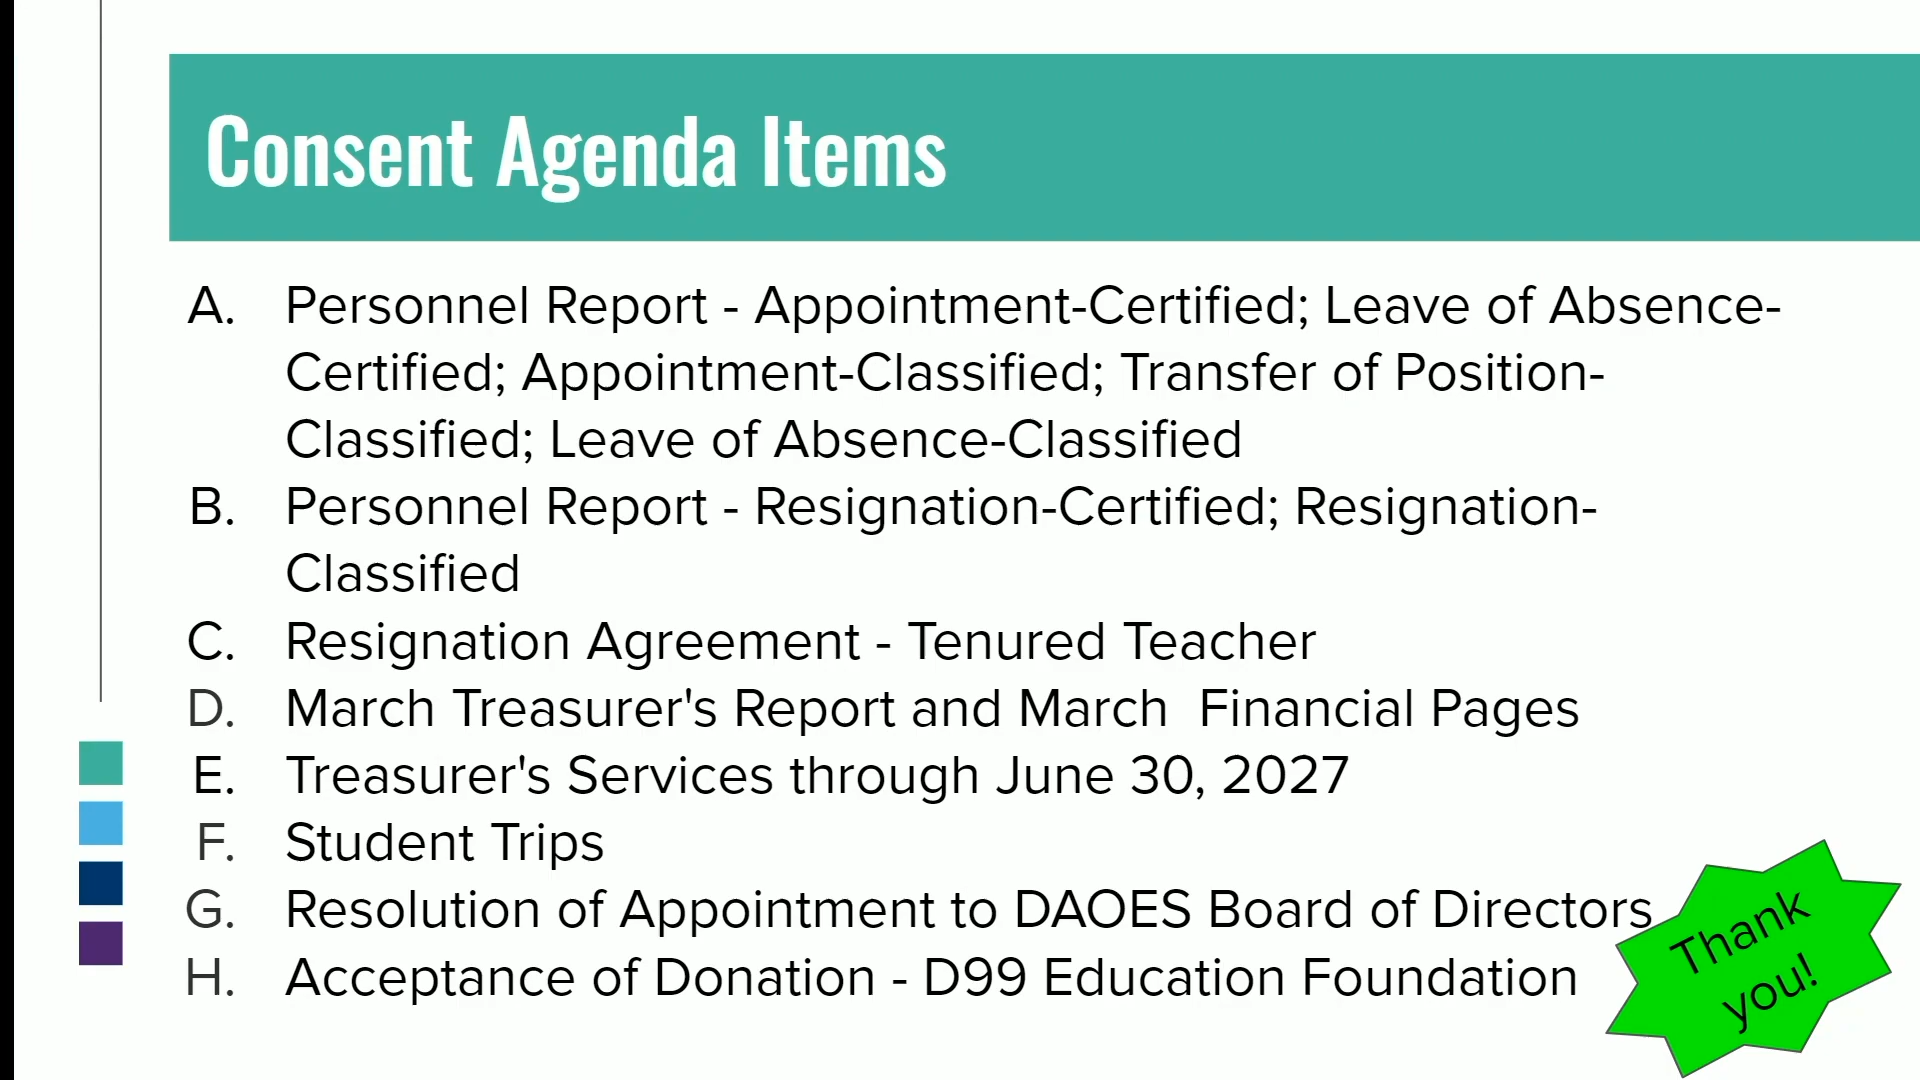 Consent Agenda Items
A. Personnel Report - Appointment-Certified; Leave of Absence-
Certified; Appointment-Classified; Transfer of Position-
Classified; Leave of Absence-Classified
B. Personnel Report - Resignation-Certified; Resignation-
Classified
C. Resignation Agreement - Tenured Teacher
D. March Treasurer's Report and March  Financial Pages
E. Treasurer's Services through June 30, 2027
F. Student Trips
G. Resolution of Appointment to DAOES Board of Directors
H. Acceptance of Donation - D99 Education Foundation
Thank
you!